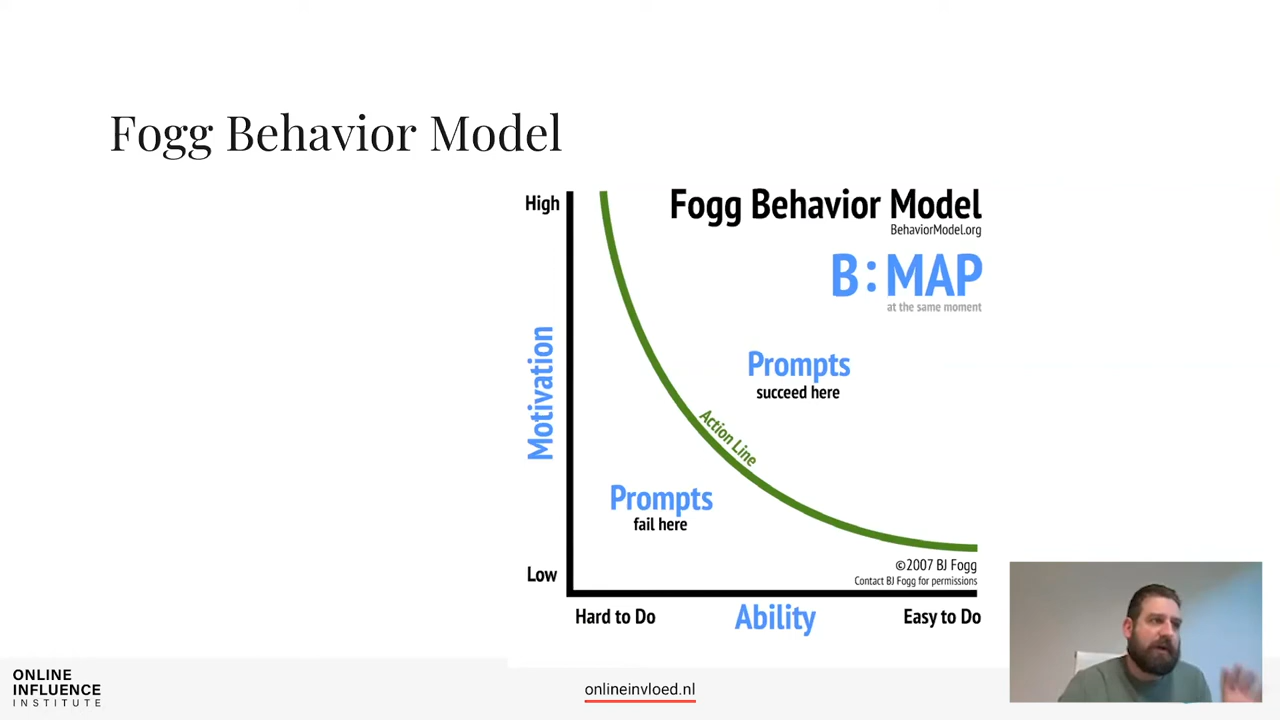 Fogg Behavior Model
High
Fogg Behavior Model
BehaviorModel.org
B:MAP
at the same moment
Motivation
Prompts
succeed here
Action Line
Prompts
fail here
©2007 BJ Fogg
Contact BJ Fogg for permissions
Low
Hard to Do
Ability
Easy to Do
ONLINE
INFLUENCE
INSTITUTE
onlineinvloed.nl